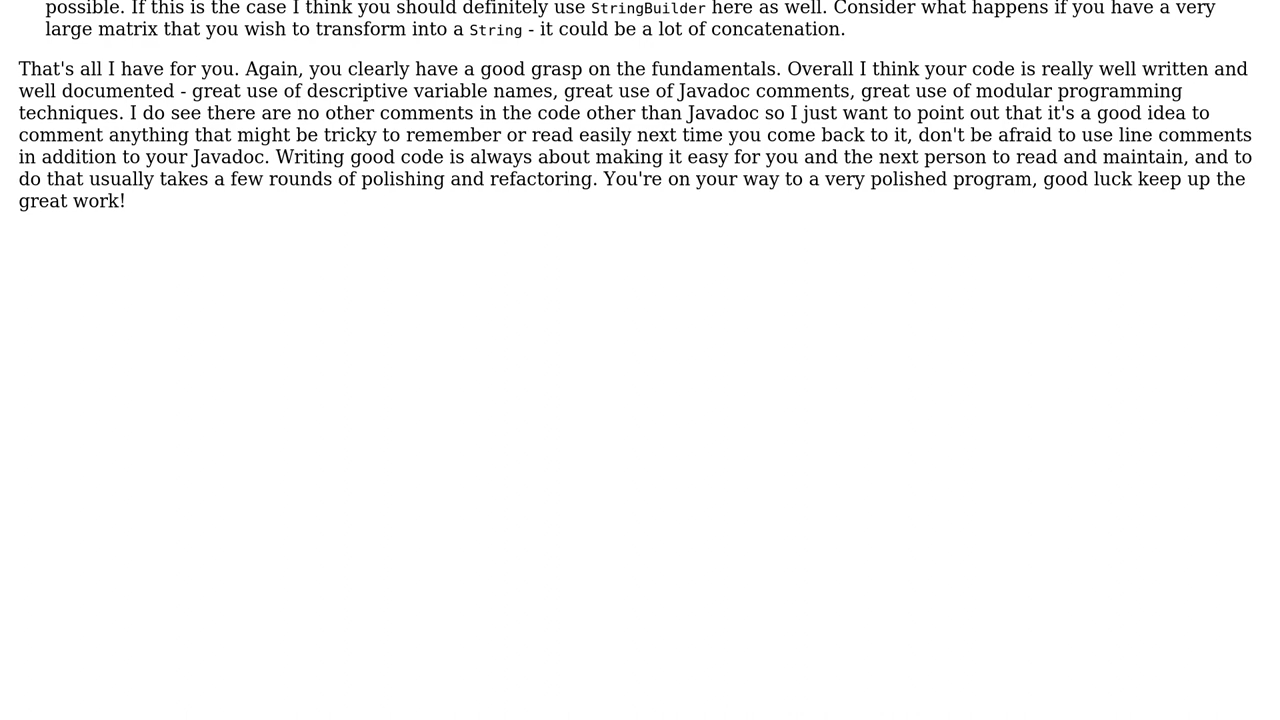 possible. If this is the case I think you should definitely use StringBuilder here as well. Consider what happens if you have a very
large matrix that you wish to transform into a String - it could be a lot of concatenation.
That's all I have for you. Again, you clearly have a good grasp on the fundamentals. Overall I think your code is really well written and
well documented - great use of descriptive variable names, great use of Javadoc comments, great use of modular programming
techniques. I do see there are no other comments in the code other than Javadoc so I just want to point out that it's a good idea to
comment anything that might be tricky to remember or read easily next time you come back to it, don't be afraid to use line comments
in addition to your Javadoc. Writing good code is always about making it easy for you and the next person to read and maintain, and to
do that usually takes a few rounds of polishing and refactoring. You're on your way to a very polished program, good luck keep up the
great work!